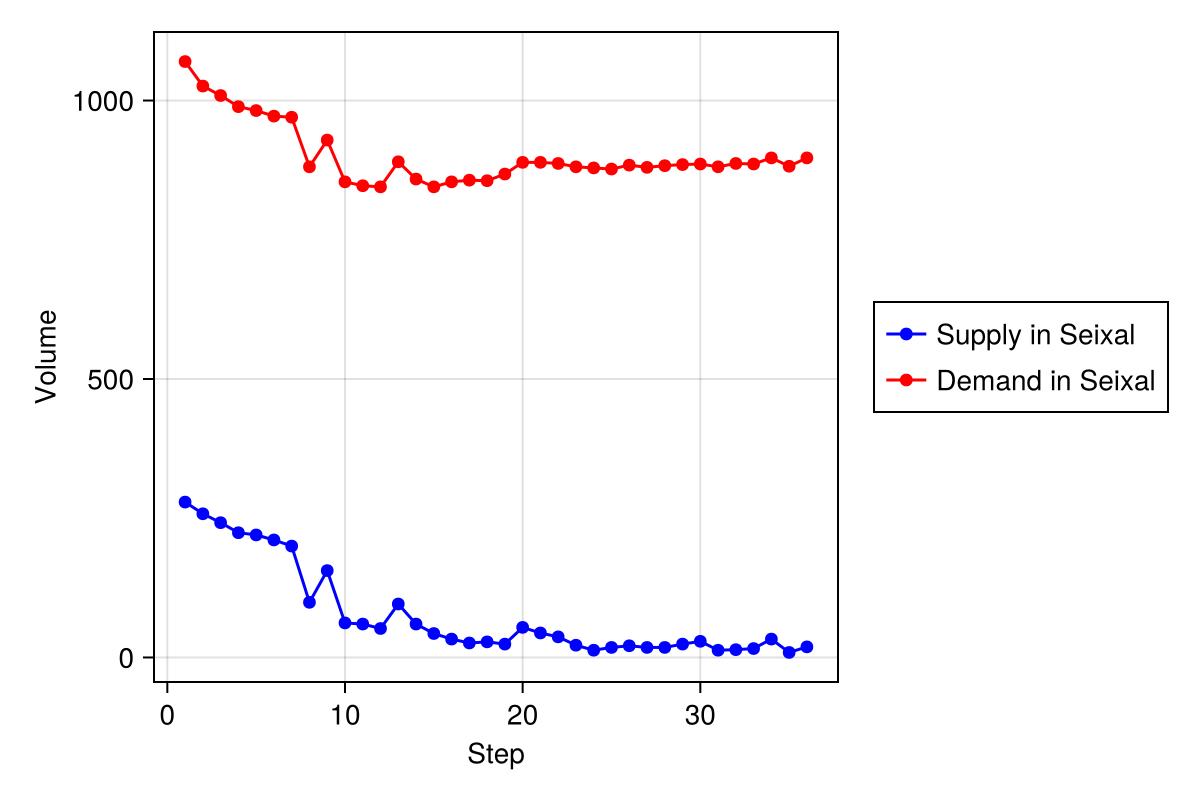 1000
500
0
Volume
0 10 20 30
Step
Supply in Seixal
Demand in Seixal